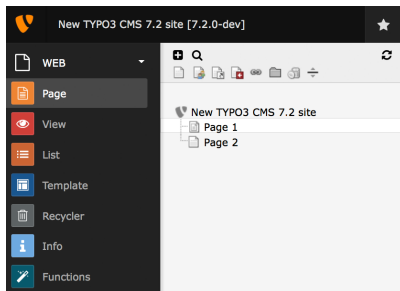 New TYPO3 CMS 7.2 site [7.2.0-dev]
WEB
Page
View
List
Template
Recycler
Info
Functions
New TYPO3 CMS 7.2 site
Page 1
Page 2